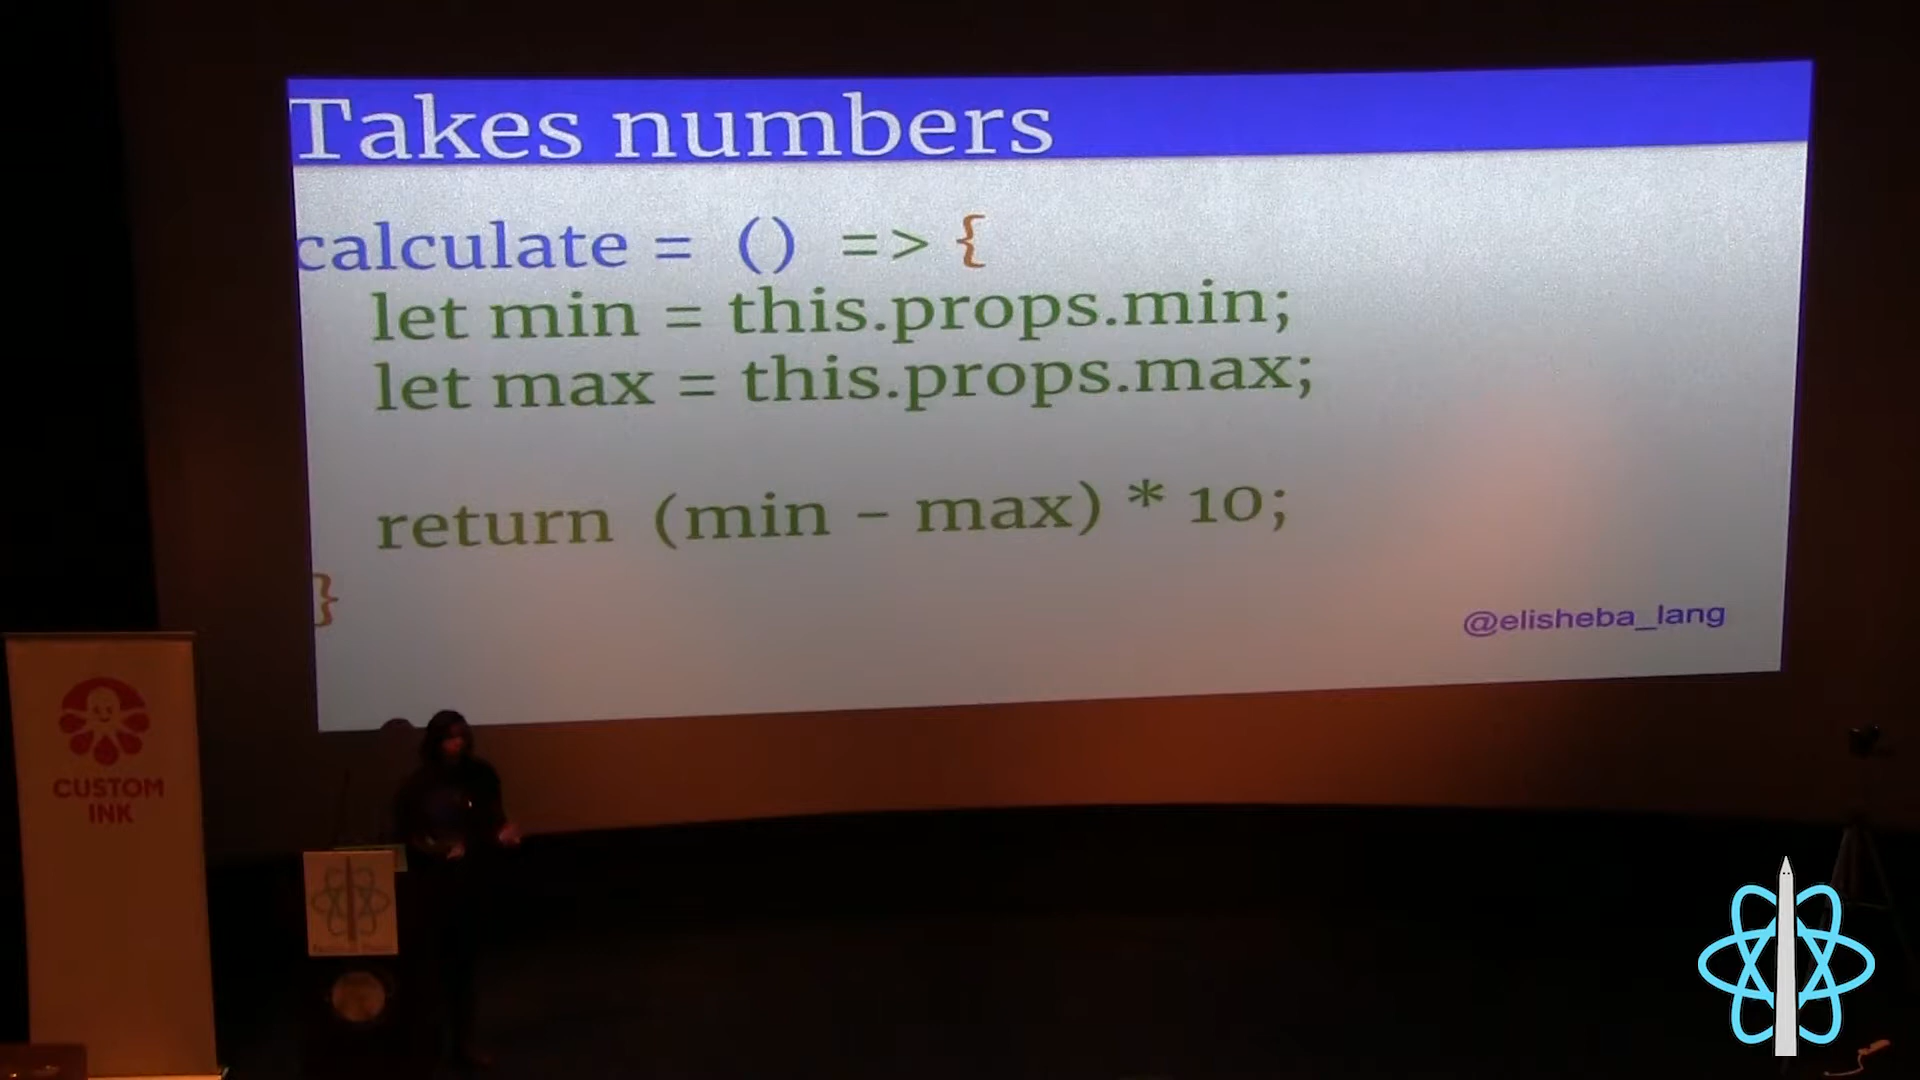 Takes numbers
calculate = () => {
let min = this.props.min;
let max = this.props.max;
return (min - max) * 10;
}
@elisheba_lang
CUSTOM
INK